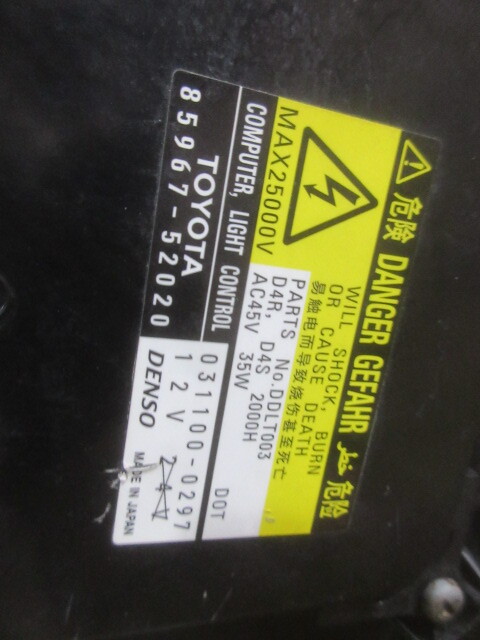 危険 DANGER GEFAHR خطر 危险
MAX25000V
WILL SHOCK, BURN
OR CAUSE DEATH
易触电而导致烧伤甚至死亡
PARTS No.DDLT003
D4R, D4S 2000H
AC45V 35W
DOT
COMPUTER, LIGHT CONTROL
TOYOTA
85967-52020
031100-0297
12V 24V
DENSO
MADE IN JAPAN